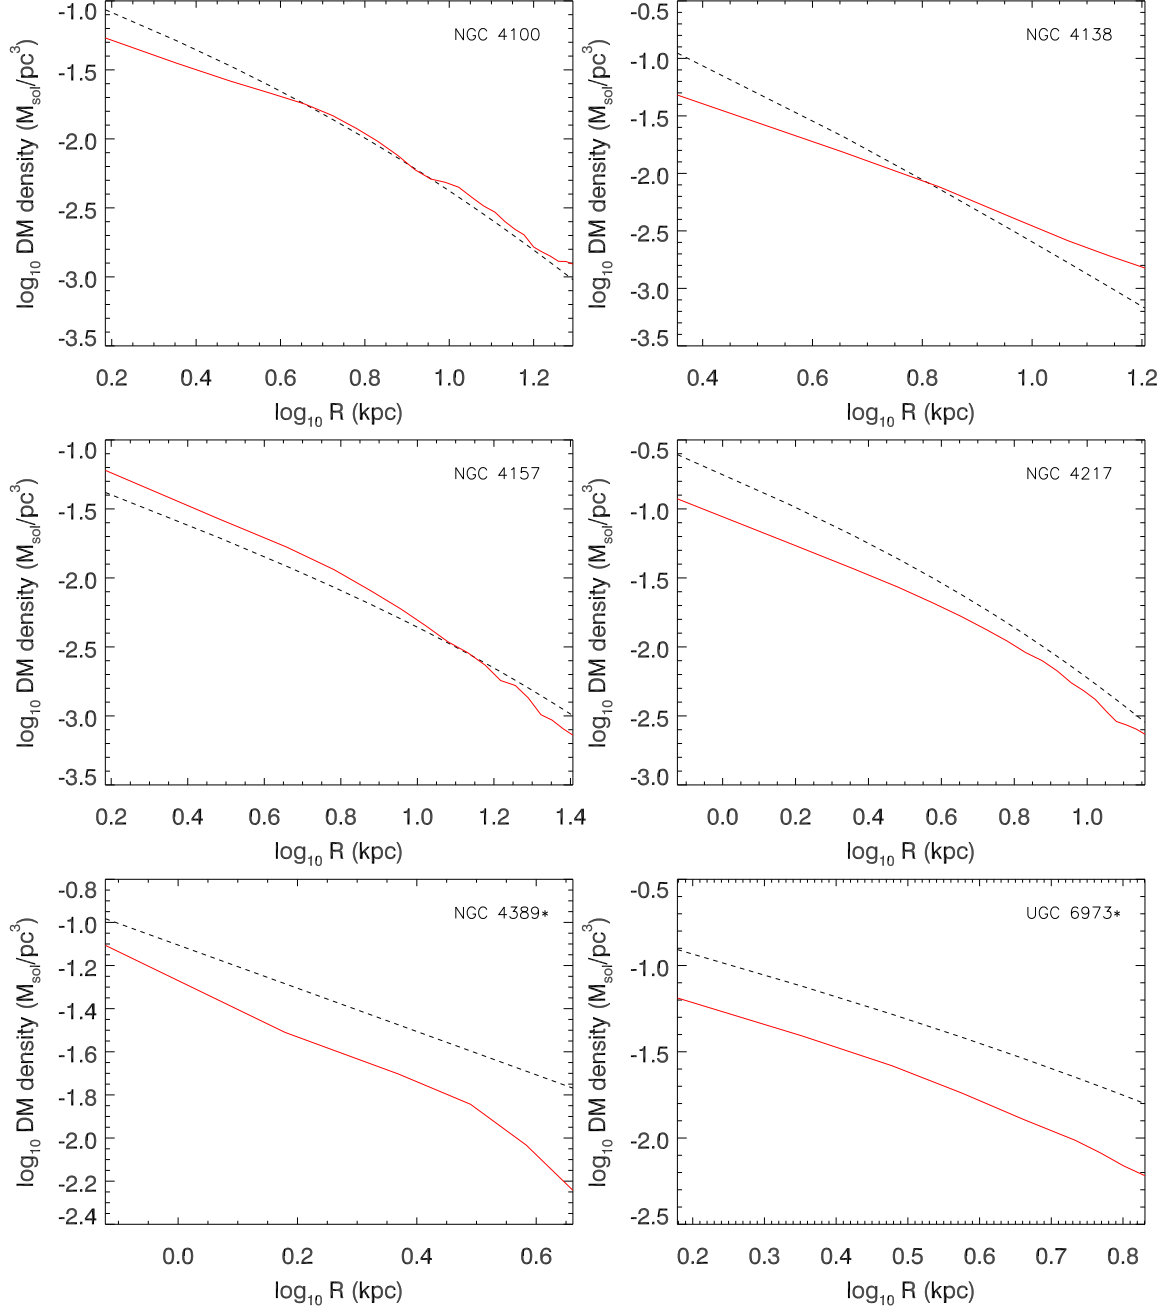 NGC 4100
log₁₀ DM density (Mₛₒₗ/pc³)
-1.0
-1.5
-2.0
-2.5
-3.0
-3.5
0.2 0.4 0.6 0.8 1.0 1.2
log₁₀ R (kpc)
NGC 4138
log₁₀ DM density (Mₛₒₗ/pc³)
-0.5
-1.0
-1.5
-2.0
-2.5
-3.0
-3.5
0.4 0.6 0.8 1.0 1.2
log₁₀ R (kpc)
NGC 4157
log₁₀ DM density (Mₛₒₗ/pc³)
-1.0
-1.5
-2.0
-2.5
-3.0
-3.5
0.2 0.4 0.6 0.8 1.0 1.2 1.4
log₁₀ R (kpc)
NGC 4217
log₁₀ DM density (Mₛₒₗ/pc³)
-0.5
-1.0
-1.5
-2.0
-2.5
-3.0
0.0 0.2 0.4 0.6 0.8 1.0
log₁₀ R (kpc)
NGC 4389*
log₁₀ DM density (Mₛₒₗ/pc³)
-0.8
-1.0
-1.2
-1.4
-1.6
-1.8
-2.0
-2.2
-2.4
0.0 0.2 0.4 0.6
log₁₀ R (kpc)
UGC 6973*
log₁₀ DM density (Mₛₒₗ/pc³)
-0.5
-1.0
-1.5
-2.0
-2.5
0.2 0.3 0.4 0.5 0.6 0.7 0.8
log₁₀ R (kpc)